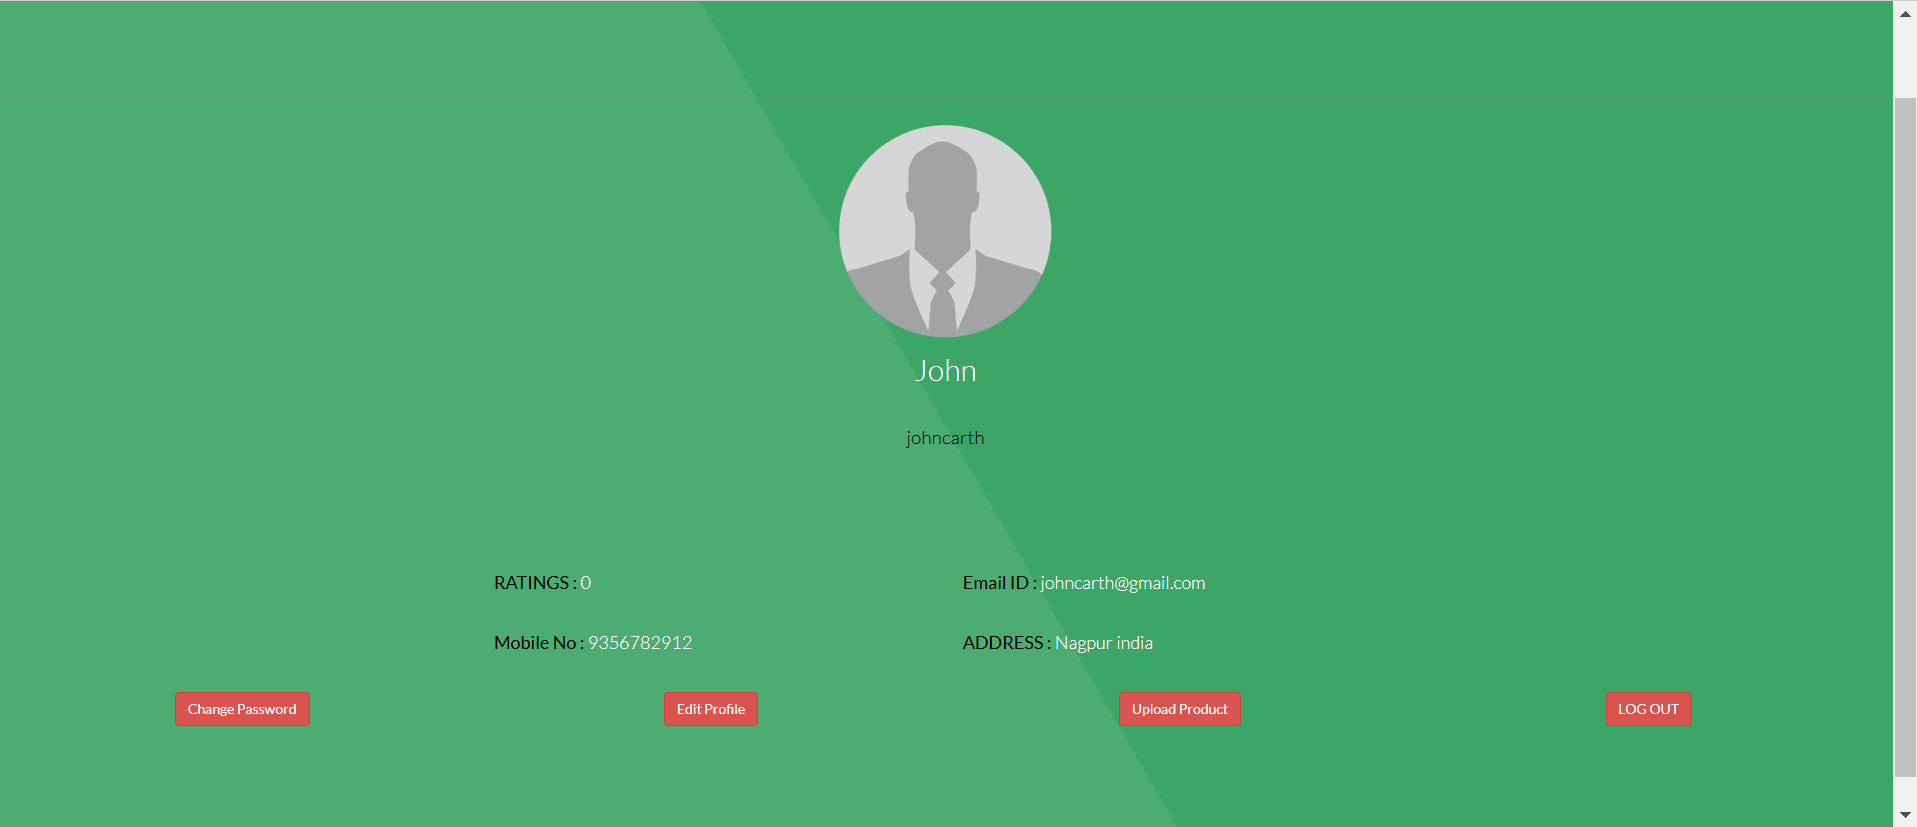 John
johncarth
RATINGS : 0 Email ID : johncarth@gmail.com
Mobile No : 9356782912 ADDRESS : Nagpur india
Change Password Edit Profile Upload Product LOG OUT